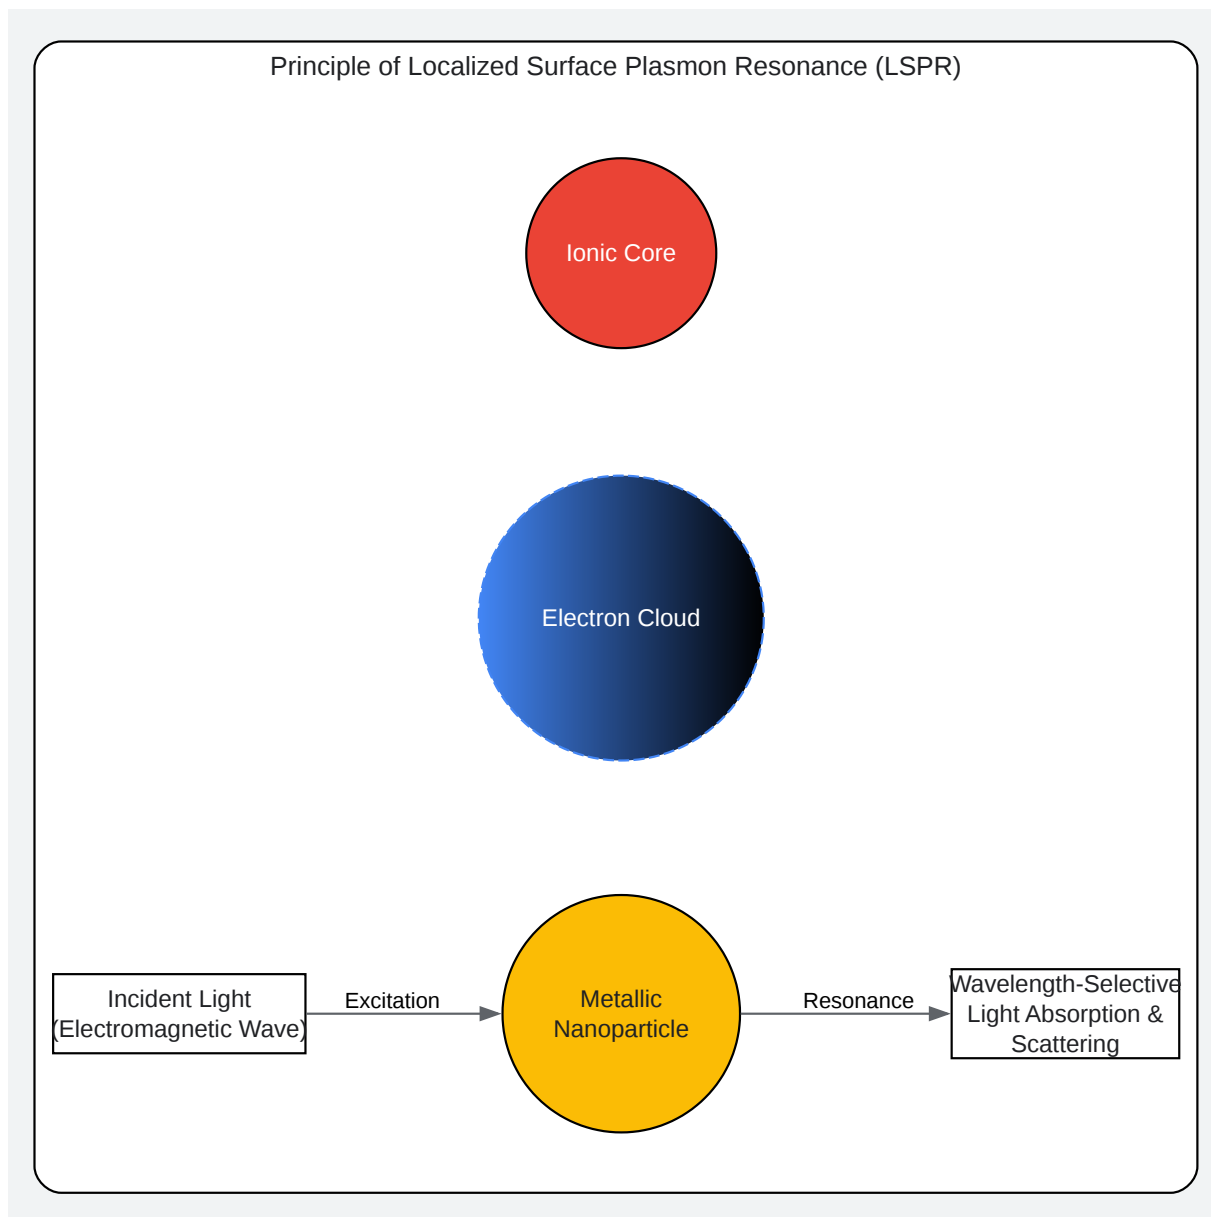 Principle of Localized Surface Plasmon Resonance (LSPR)
Ionic Core
Electron Cloud
Incident Light
(Electromagnetic Wave)
Excitation
Metallic
Nanoparticle
Resonance
Wavelength-Selective
Light Absorption &
Scattering